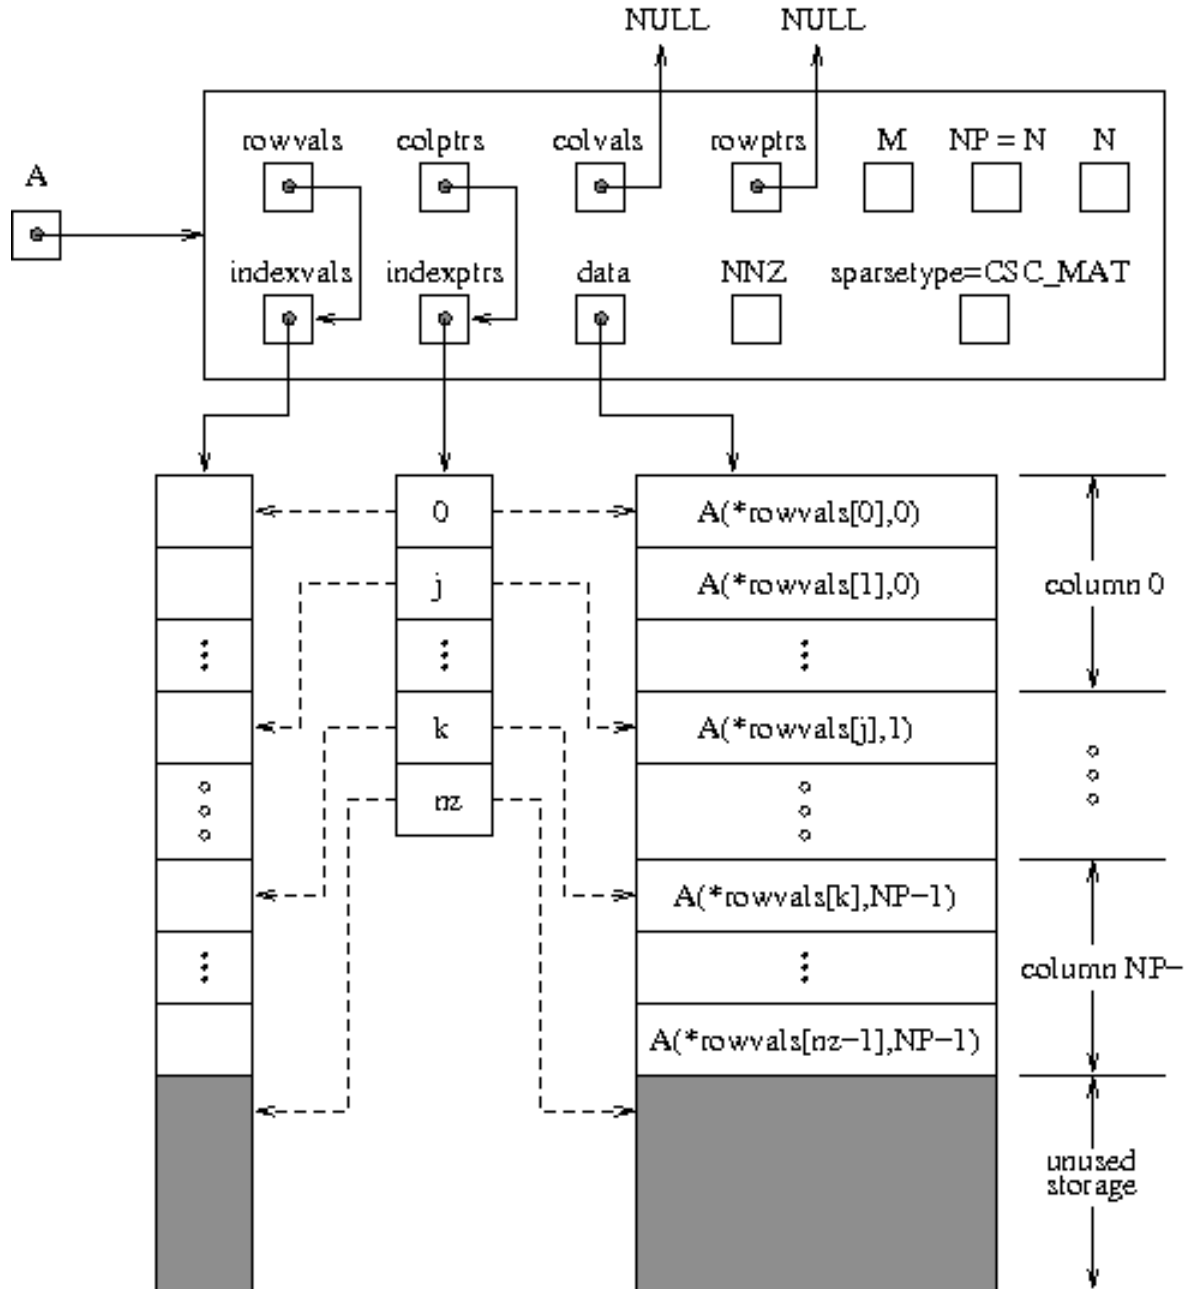 NULL NULL
rowvals colptrs colvals rowptrs M NP = N N
A
indexvals indexptrs data NNZ sparsetype=CSC_MAT
0 A(*rowvals[0],0)
j A(*rowvals[1],0) column 0
k A(*rowvals[j],1)
nz
A(*rowvals[k],NP−1)
column NP−
A(*rowvals[nz−1],NP−1)
unused
storage